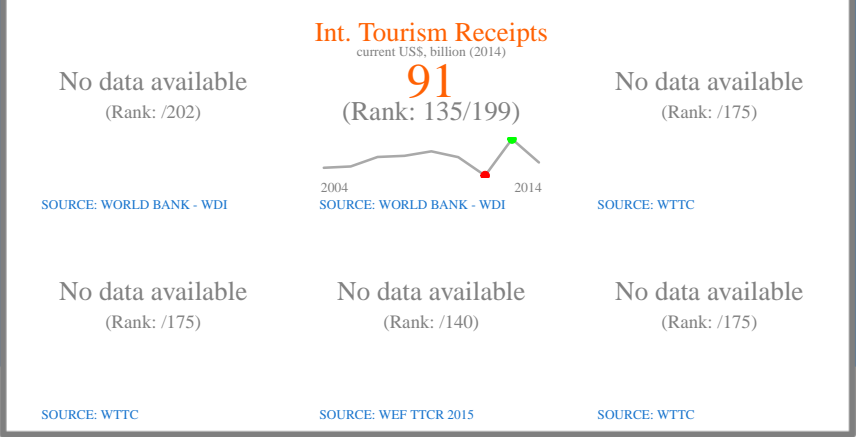 Int. Tourism Receipts
current US$, billion (2014)
No data available
(Rank: /202)
91
(Rank: 135/199)
No data available
(Rank: /175)
2004
2014
SOURCE: WORLD BANK - WDI
SOURCE: WORLD BANK - WDI
SOURCE: WTTC
No data available
(Rank: /175)
No data available
(Rank: /140)
No data available
(Rank: /175)
SOURCE: WTTC
SOURCE: WEF TTCR 2015
SOURCE: WTTC